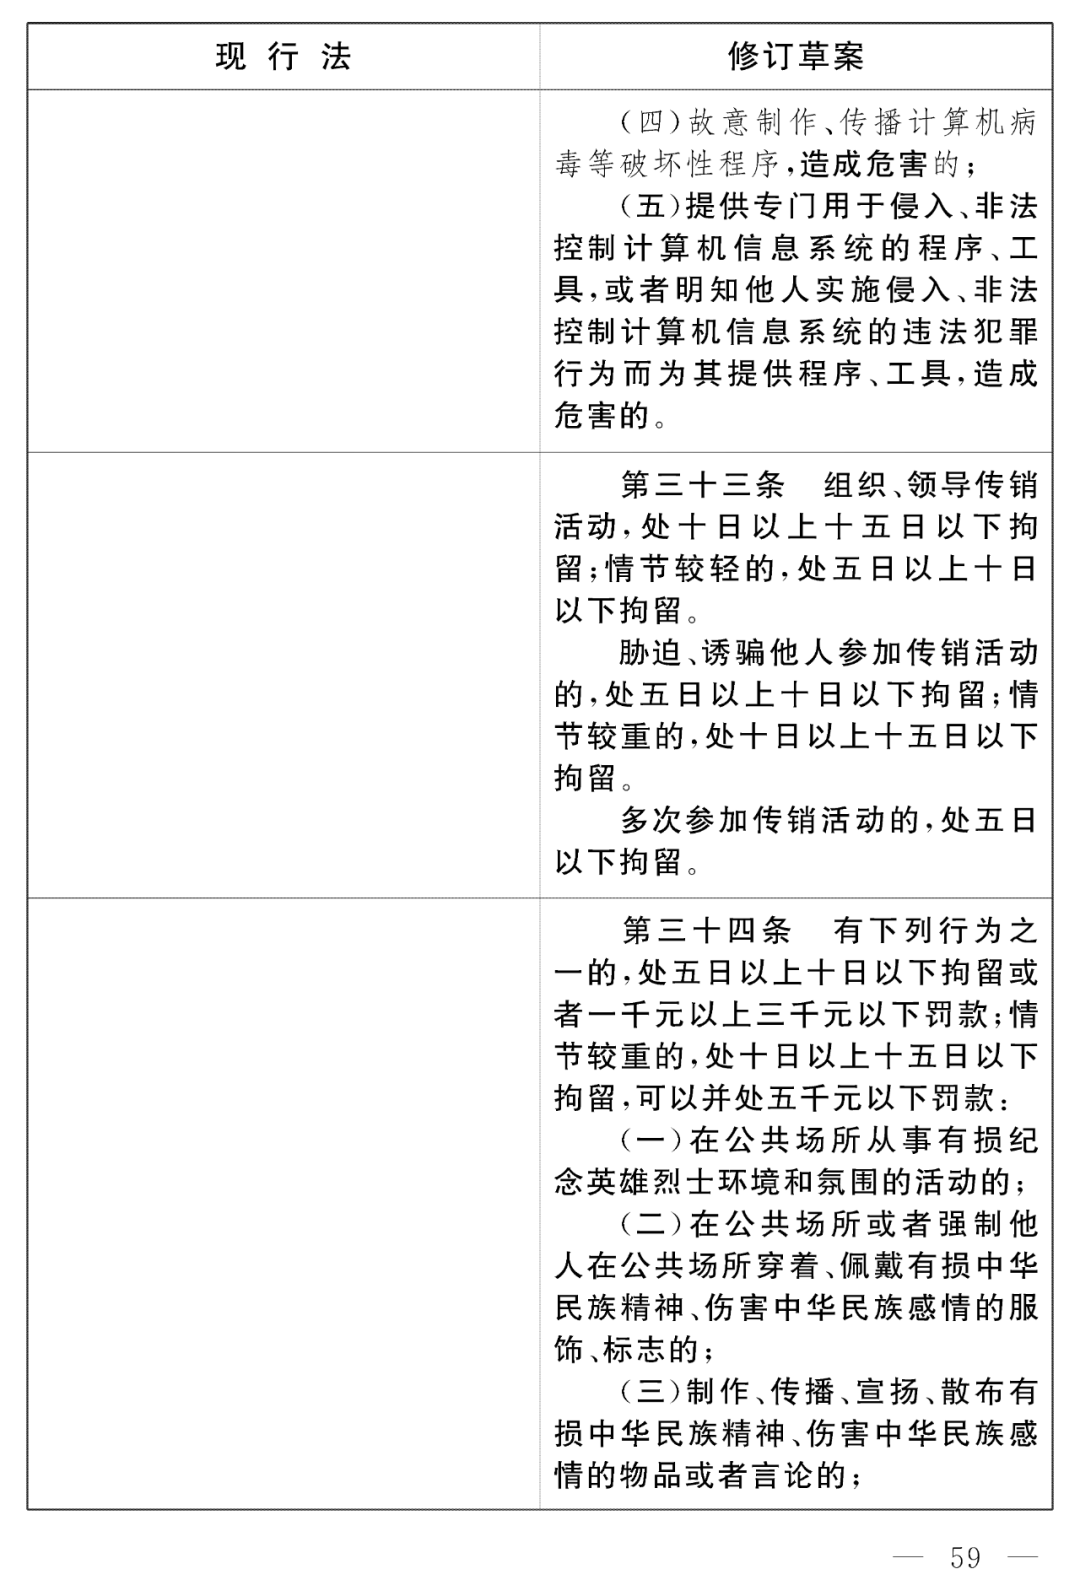 现行法
修订草案
（四）故意制作、传播计算机病
毒等破坏性程序，造成危害的；
（五）提供专门用于侵入、非法
控制计算机信息系统的程序、工
具，或者明知他人实施侵入、非法
控制计算机信息系统的违法犯罪
行为而为其提供程序、工具，造成
危害的。
第三十三条　组织、领导传销
活动，处十日以上十五日以下拘
留；情节较轻的，处五日以上十日
以下拘留。
胁迫、诱骗他人参加传销活动
的，处五日以上十日以下拘留；情
节较重的，处十日以上十五日以下
拘留。
多次参加传销活动的，处五日
以下拘留。
第三十四条　有下列行为之
一的，处五日以上十日以下拘留或
者一千元以上三千元以下罚款；情
节较重的，处十日以上十五日以下
拘留，可以并处五千元以下罚款：
（一）在公共场所从事有损纪
念英雄烈士环境和氛围的活动的；
（二）在公共场所或者强制他
人在公共场所穿着、佩戴有损中华
民族精神、伤害中华民族感情的服
饰、标志的；
（三）制作、传播、宣扬、散布有
损中华民族精神、伤害中华民族感
情的物品或者言论的；
— 59 —